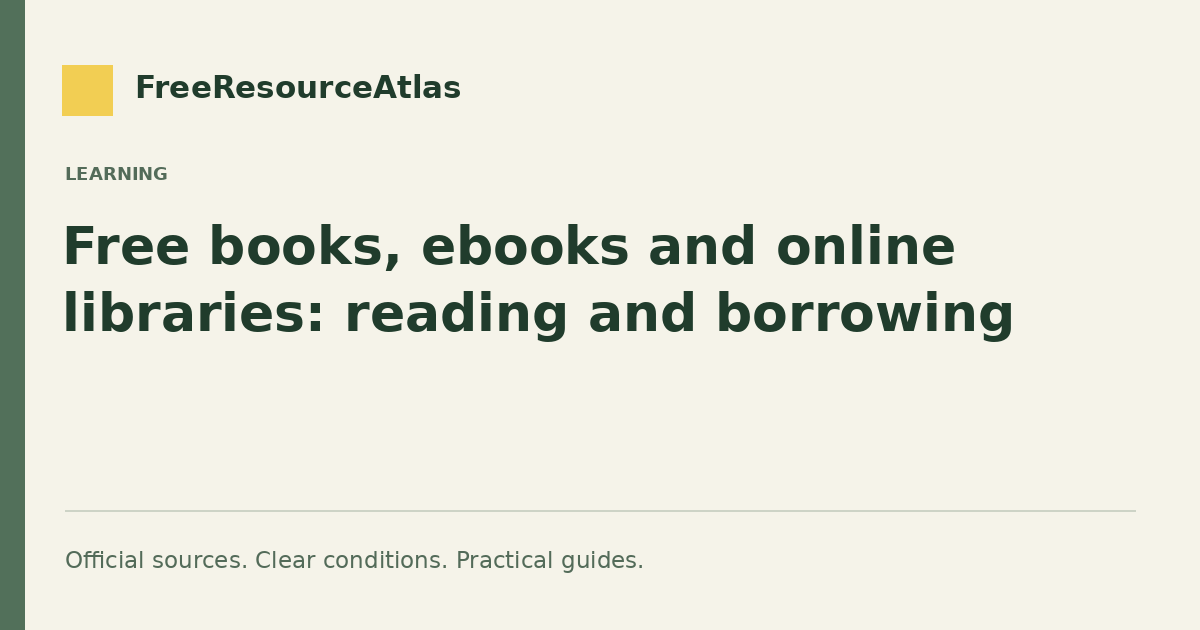 FreeResourceAtlas
LEARNING
Free books, ebooks and online
libraries: reading and borrowing
Official sources. Clear conditions. Practical guides.